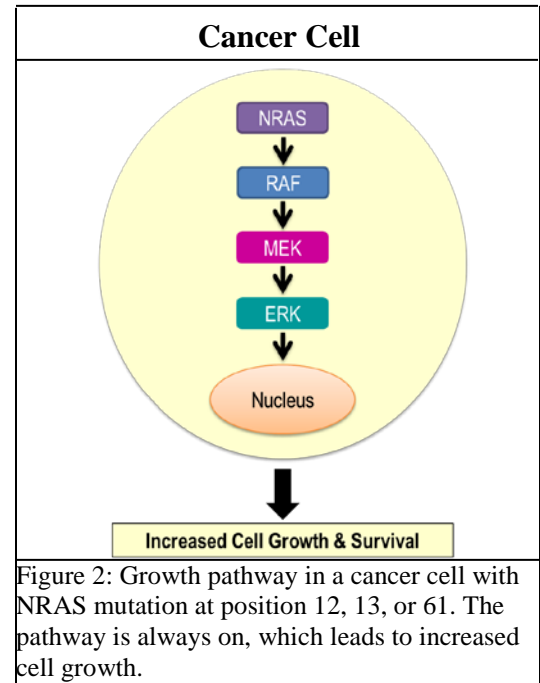 Cancer Cell
NRAS
RAF
MEK
ERK
Nucleus
Increased Cell Growth & Survival
Figure 2: Growth pathway in a cancer cell with
NRAS mutation at position 12, 13, or 61. The
pathway is always on, which leads to increased
cell growth.